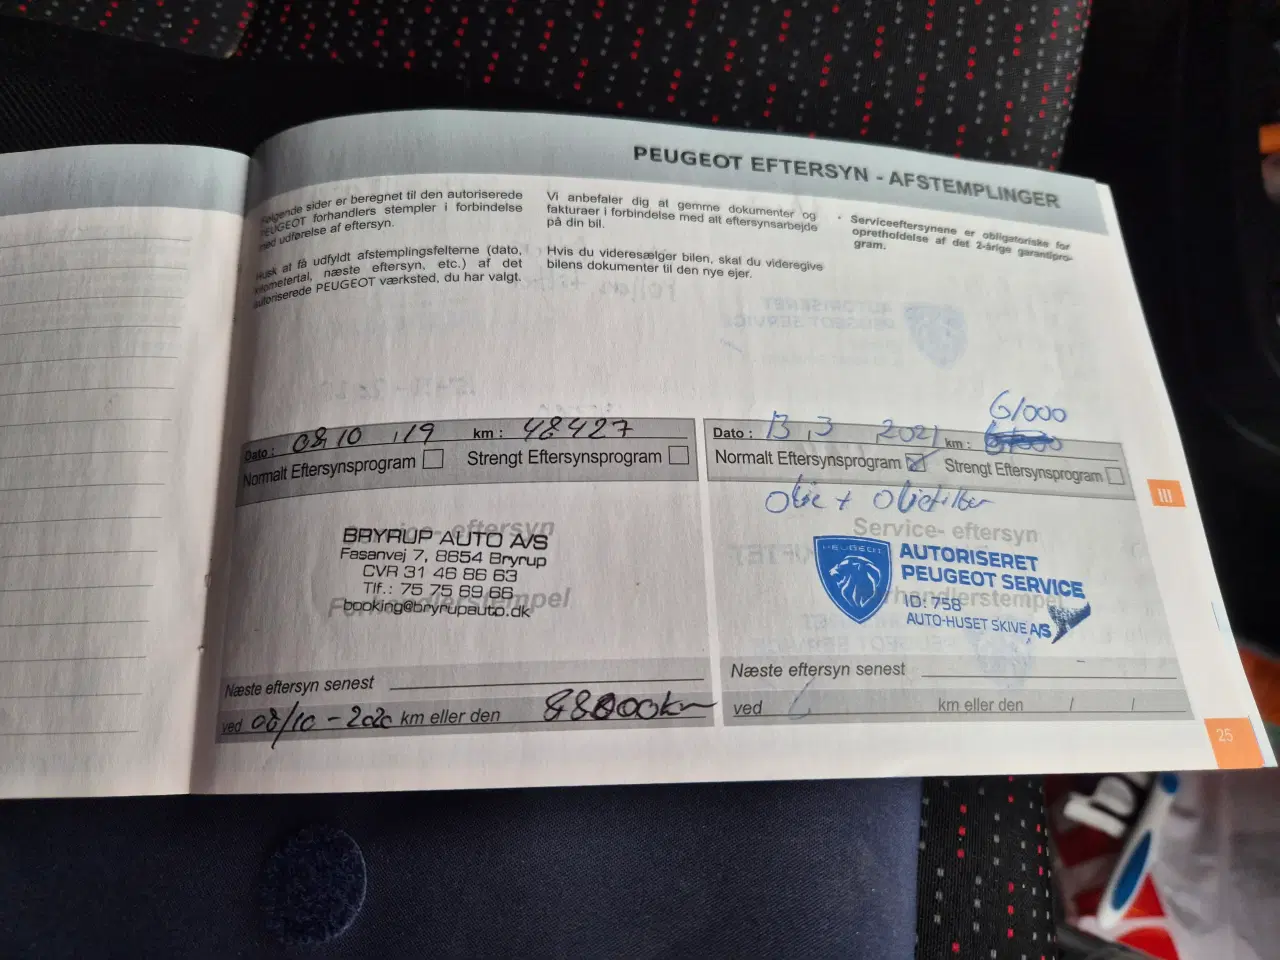 PEUGEOT EFTERSYN - AFSTEMPLINGER
Følgende sider er beregnet til den autoriserede
PEUGEOT forhandlers stempler i forbindelse
med udførelse af eftersyn.
Husk at få udfyldt afstemplingsfelterne (dato,
kilometertal, næste eftersyn, etc.) af det
autoriserede PEUGEOT værksted, du har valgt.
Vi anbefaler dig at gemme dokumenter og
fakturaer i forbindelse med alt eftersynsarbejde
på din bil.
Hvis du videresælger bilen, skal du videregive
bilens dokumenter til den nye ejer.
• Serviceeftersynene er obligatoriske for
opretholdelse af det 2-årige garantipro-
gram.
Dato : 08 10 , 19 km : 48427
Normalt Eftersynsprogram Strengt Eftersynsprogram
Service- eftersyn
BRYRUP AUTO A/S
Fasanvej 7, 8654 Bryrup
CVR 31 46 86 63
Tlf.: 75 75 69 66
Forhandlerstempel
booking@bryrupauto.dk
Næste eftersyn senest
ved 08/10 - 2020 km eller den 88000km
61000
Dato : 13 , 3 , 2021 km :
Normalt Eftersynsprogram Strengt Eftersynsprogram
Olie + Oliefilter
Service- eftersyn
PEUGEOT
AUTORISERET
PEUGEOT SERVICE
Forhandlerstempel
ID: 758
AUTO-HUSET SKIVE A/S
Næste eftersyn senest
ved km eller den / /
III
25